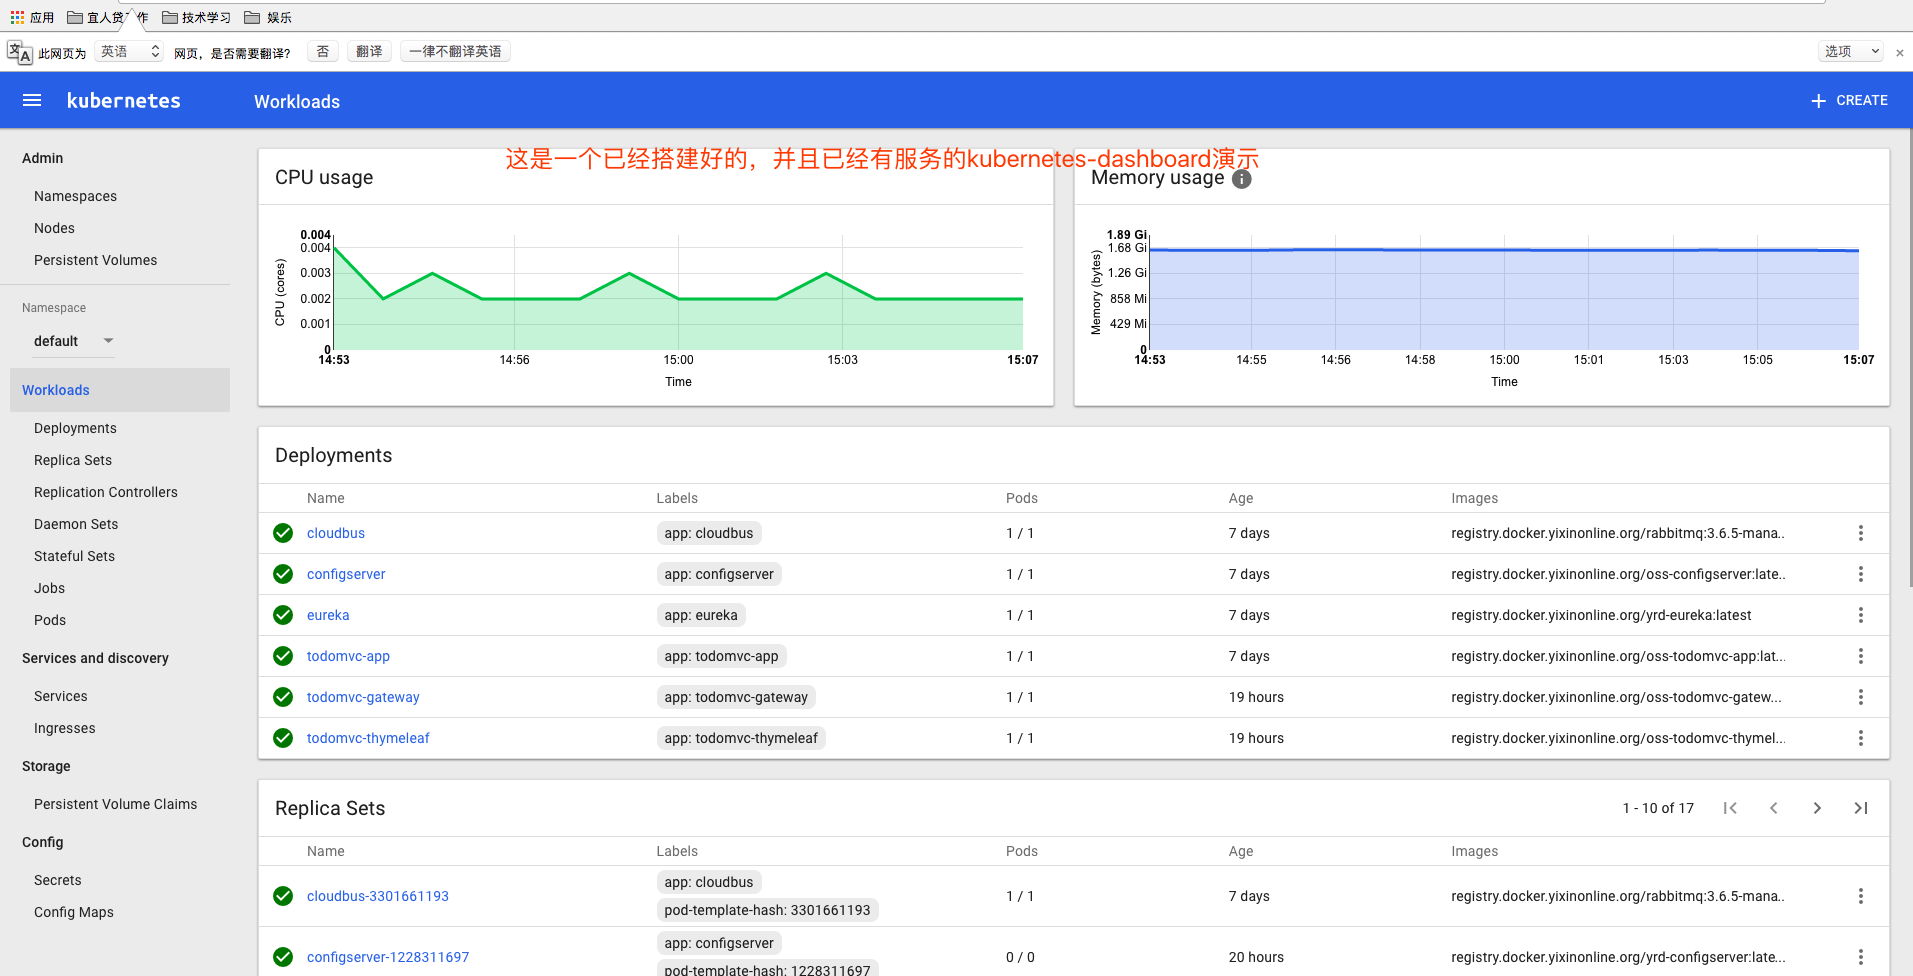 应用 宜人贷 作 技术学习 娱乐
此网页为 英语 网页，是否需要翻译？ 否 翻译 一律不翻译英语 选项 ×
kubernetes Workloads + CREATE
这是一个已经搭建好的，并且已经有服务的kubernetes-dashboard演示
Admin
Namespaces
Nodes
Persistent Volumes
Namespace
default
Workloads
Deployments
Replica Sets
Replication Controllers
Daemon Sets
Stateful Sets
Jobs
Pods
Services and discovery
Services
Ingresses
Storage
Persistent Volume Claims
Config
Secrets
Config Maps
CPU usage
CPU (cores)
0.004
0.004
0.003
0.002
0.001
0
14:53 14:56 15:00 15:03 15:07
Time
Memory usage
Memory (bytes)
1.89 Gi
1.68 Gi
1.26 Gi
858 Mi
429 Mi
0
14:53 14:55 14:56 14:58 15:00 15:01 15:03 15:05 15:07
Time
Deployments
Name Labels Pods Age Images
cloudbus app: cloudbus 1 / 1 7 days registry.docker.yixinonline.org/rabbitmq:3.6.5-mana..
configserver app: configserver 1 / 1 7 days registry.docker.yixinonline.org/oss-configserver:late..
eureka app: eureka 1 / 1 7 days registry.docker.yixinonline.org/yrd-eureka:latest
todomvc-app app: todomvc-app 1 / 1 7 days registry.docker.yixinonline.org/oss-todomvc-app:lat...
todomvc-gateway app: todomvc-gateway 1 / 1 19 hours registry.docker.yixinonline.org/oss-todomvc-gatew...
todomvc-thymeleaf app: todomvc-thymeleaf 1 / 1 19 hours registry.docker.yixinonline.org/oss-todomvc-thymel...
Replica Sets 1 - 10 of 17
Name Labels Pods Age Images
cloudbus-3301661193 app: cloudbus 1 / 1 7 days registry.docker.yixinonline.org/rabbitmq:3.6.5-mana..
pod-template-hash: 3301661193
configserver-1228311697 app: configserver 0 / 0 20 hours registry.docker.yixinonline.org/yrd-configserver:late...
pod-template-hash: 1228311697